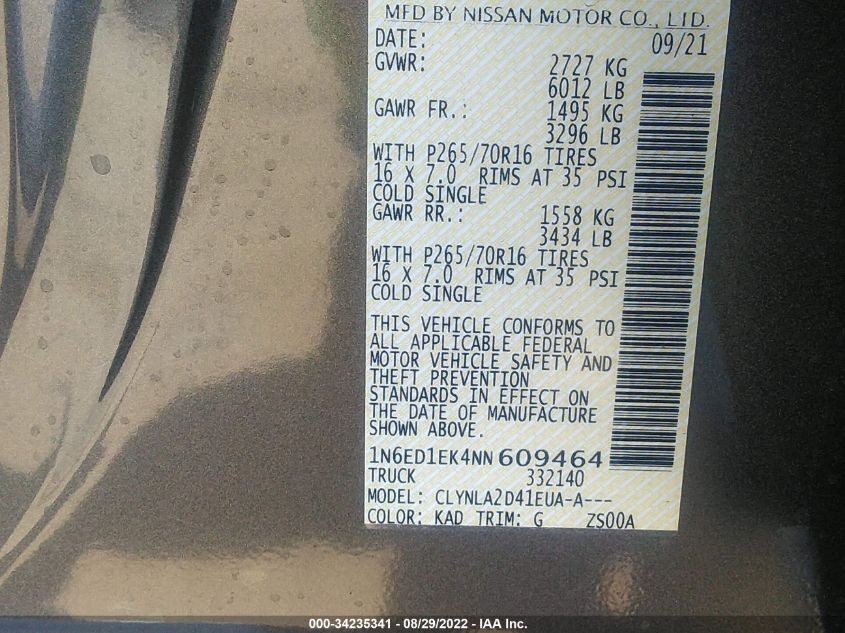 MFD BY NISSAN MOTOR CO., LTD.
DATE: 09/21
GVWR: 2727 KG
6012 LB
GAWR FR.: 1495 KG
3296 LB
WITH P265/70R16 TIRES
16 X 7.0 RIMS AT 35 PSI
COLD SINGLE
GAWR RR.: 1558 KG
3434 LB
WITH P265/70R16 TIRES
16 X 7.0 RIMS AT 35 PSI
COLD SINGLE
THIS VEHICLE CONFORMS TO
ALL APPLICABLE FEDERAL
MOTOR VEHICLE SAFETY AND
THEFT PREVENTION
STANDARDS IN EFFECT ON
THE DATE OF MANUFACTURE
SHOWN ABOVE.
1N6ED1EK4NN609464
TRUCK 332140
MODEL: CLYNLA2D41EUA-A---
COLOR: KAD TRIM: G ZS00A
000-34235341 - 08/29/2022 - IAA Inc.